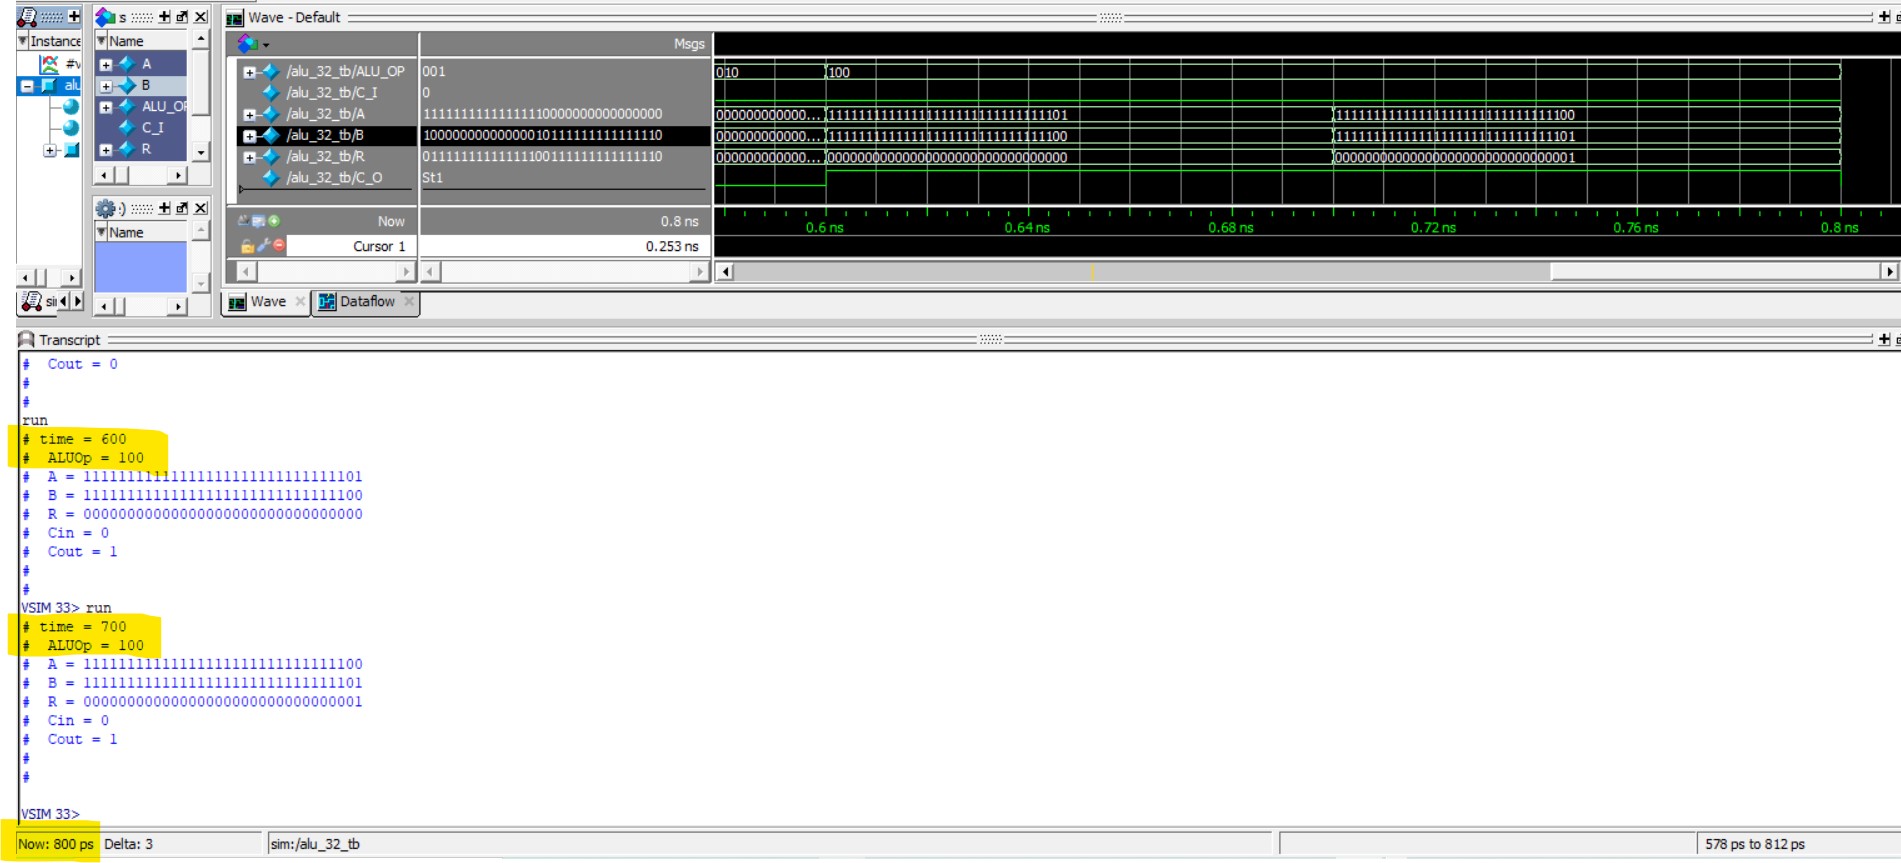 s
Wave - Default
Instance
Name
Msgs
#v
A
/alu_32_tb/ALU_OP 001 010 100
alu
B
/alu_32_tb/C_I 0
ALU_OP
/alu_32_tb/A 11111111111111110000000000000000 000000000000... 11111111111111111111111111111101 11111111111111111111111111111100
C_I
/alu_32_tb/B 10000000000000010111111111111110 000000000000... 11111111111111111111111111111100 11111111111111111111111111111101
R
/alu_32_tb/R 01111111111111100111111111111110 000000000000... 00000000000000000000000000000000 00000000000000000000000000000001
/alu_32_tb/C_O St1
:)
Name
Now 0.8 ns 0.6 ns 0.64 ns 0.68 ns 0.72 ns 0.76 ns 0.8 ns
Cursor 1 0.253 ns
sim
Wave
Dataflow
Transcript
# Cout = 0
#
#
run
# time = 600
# ALUOp = 100
# A = 11111111111111111111111111111101
# B = 11111111111111111111111111111100
# R = 00000000000000000000000000000000
# Cin = 0
# Cout = 1
#
#
VSIM 33> run
# time = 700
# ALUOp = 100
# A = 11111111111111111111111111111100
# B = 11111111111111111111111111111101
# R = 00000000000000000000000000000001
# Cin = 0
# Cout = 1
#
#
VSIM 33>
Now: 800 ps Delta: 3 sim:/alu_32_tb 578 ps to 812 ps